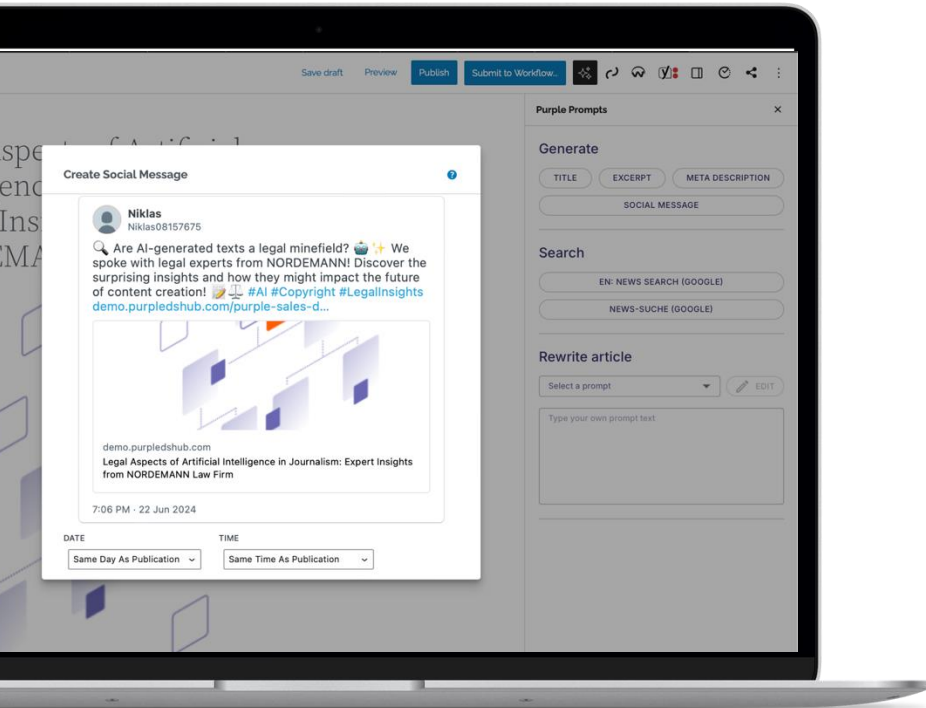 Save draft Preview Publish Submit to Workflow..
Purple Prompts
Create Social Message
Niklas
Niklas08157675
🔍 Are AI-generated texts a legal minefield? 🤖✨ We
spoke with legal experts from NORDEMANN! Discover the
surprising insights and how they might impact the future
of content creation! 📝⚖️ #AI #Copyright #LegalInsights
demo.purpledshub.com/purple-sales-d...
demo.purpledshub.com
Legal Aspects of Artificial Intelligence in Journalism: Expert Insights
from NORDEMANN Law Firm
7:06 PM · 22 Jun 2024
DATE TIME
Same Day As Publication Same Time As Publication
Generate
TITLE EXCERPT META DESCRIPTION
SOCIAL MESSAGE
Search
EN: NEWS SEARCH (GOOGLE)
NEWS-SUCHE (GOOGLE)
Rewrite article
Select a prompt EDIT
Type your own prompt text